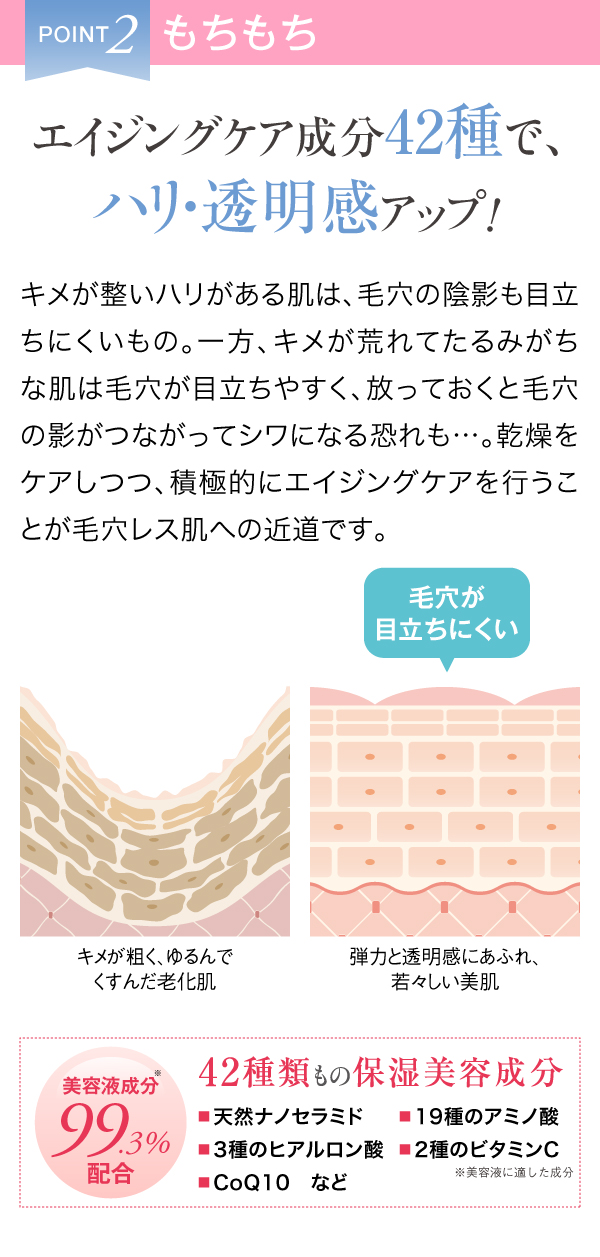 POINT2 もちもち
エイジングケア成分42種で、
ハリ・透明感アップ!
キメが整いハリがある肌は、毛穴の陰影も目立
ちにくいもの。一方、キメが荒れてたるみがち
な肌は毛穴が目立ちやすく、放っておくと毛穴
の影がつながってシワになる恐れも…。乾燥を
ケアしつつ、積極的にエイジングケアを行うこ
とが毛穴レス肌への近道です。
毛穴が
目立ちにくい
キメが粗く、ゆるんで
くすんだ老化肌
弾力と透明感にあふれ、
若々しい美肌
美容液成分※
99.3%
配合
42種類もの保湿美容成分
■天然ナノセラミド ■19種のアミノ酸
■3種のヒアルロン酸 ■2種のビタミンC
■CoQ10 など
※美容液に適した成分